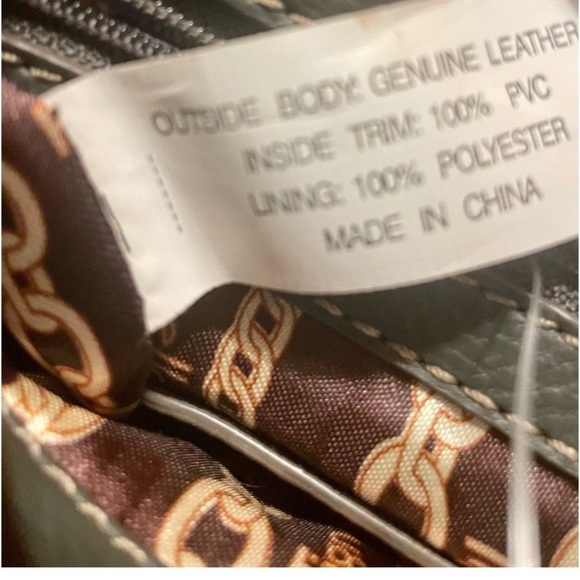 OUTSIDE BODY: GENUINE LEATHER
INSIDE TRIM: 100% PVC
LINING: 100% POLYESTER
MADE IN CHINA